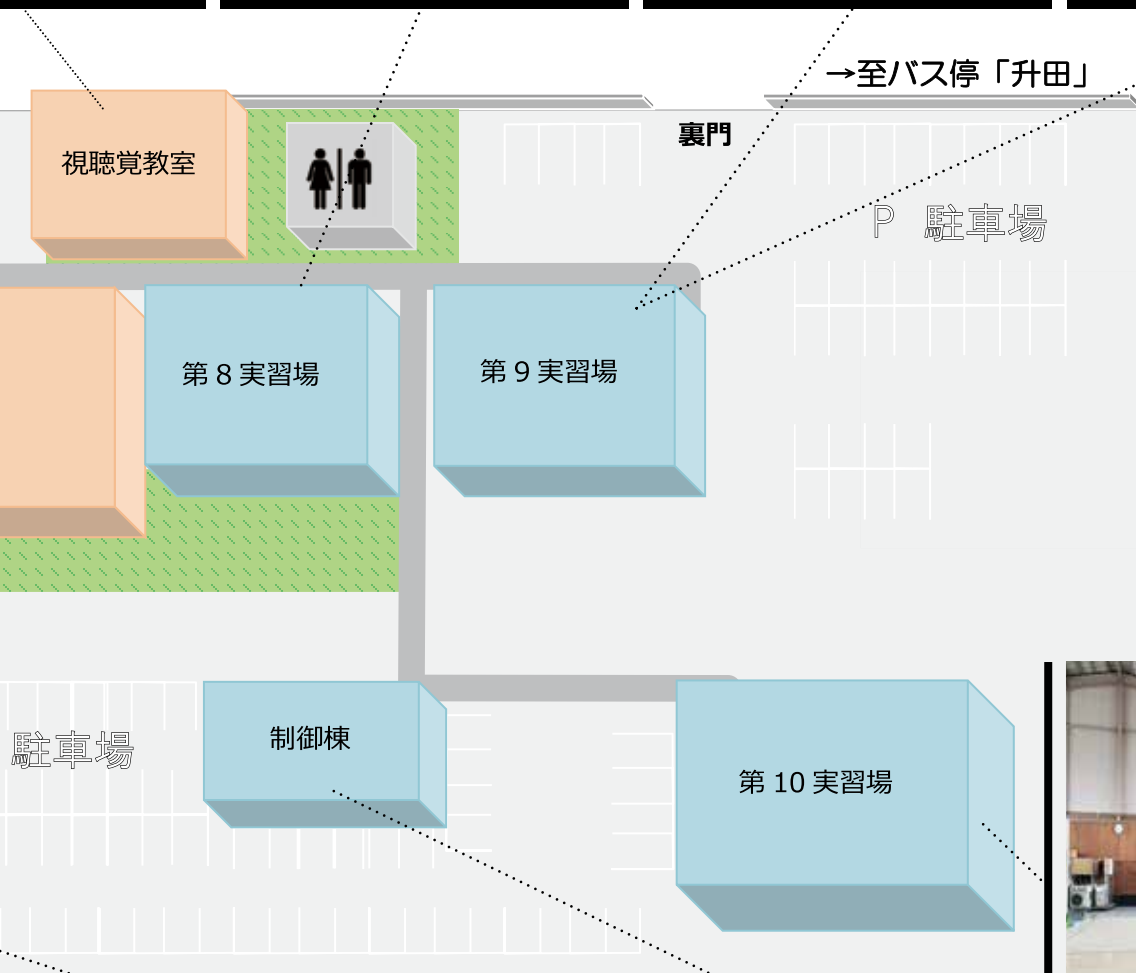 →至バス停「升田」
裏門
視聴覚教室
P 駐車場
第８実習場
第９実習場
制御棟
駐車場
第 10 実習場